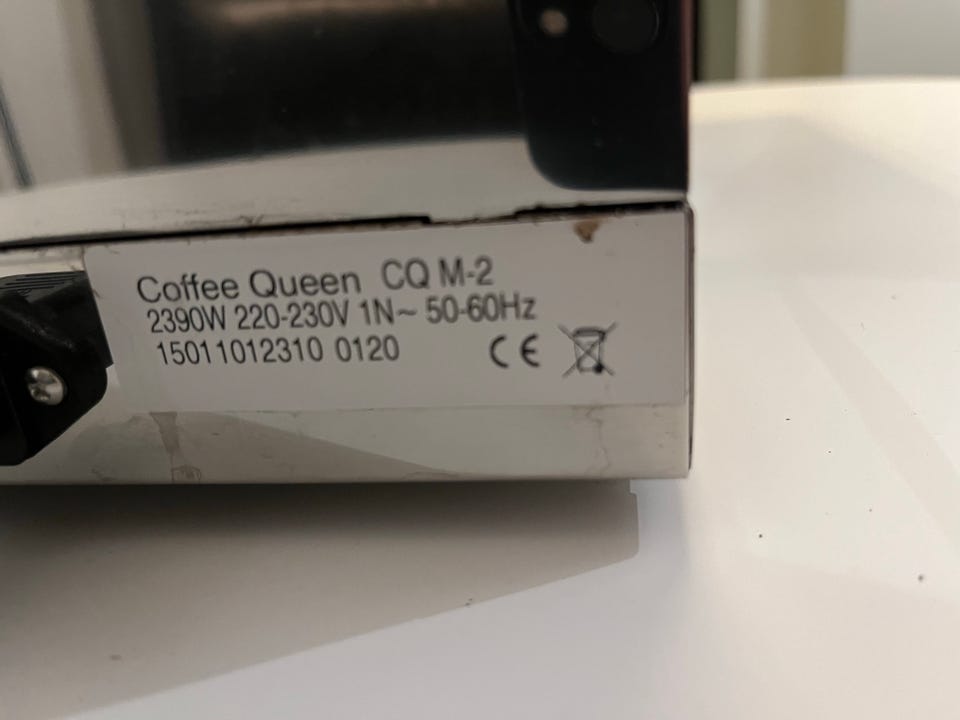 Coffee Queen CQ M-2
2390W 220-230V 1N~ 50-60Hz
15011012310 0120 CE